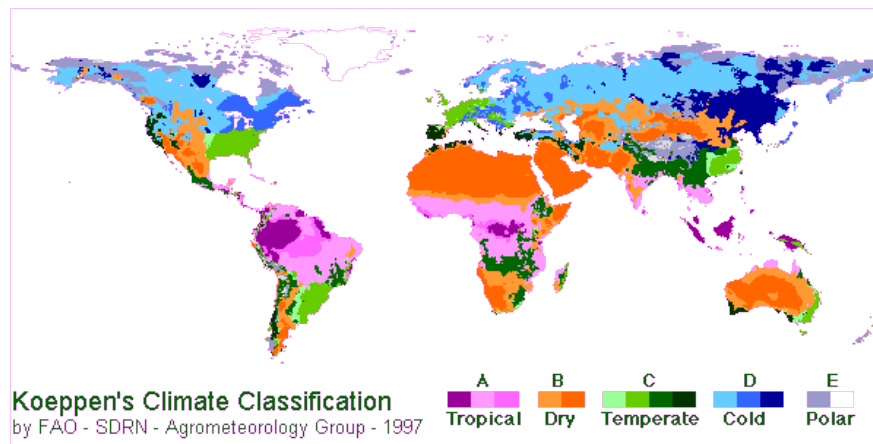 A B C D E
Koeppen's Climate Classification
Tropical Dry Temperate Cold Polar
by FAO - SDRN - Agrometeorology Group - 1997